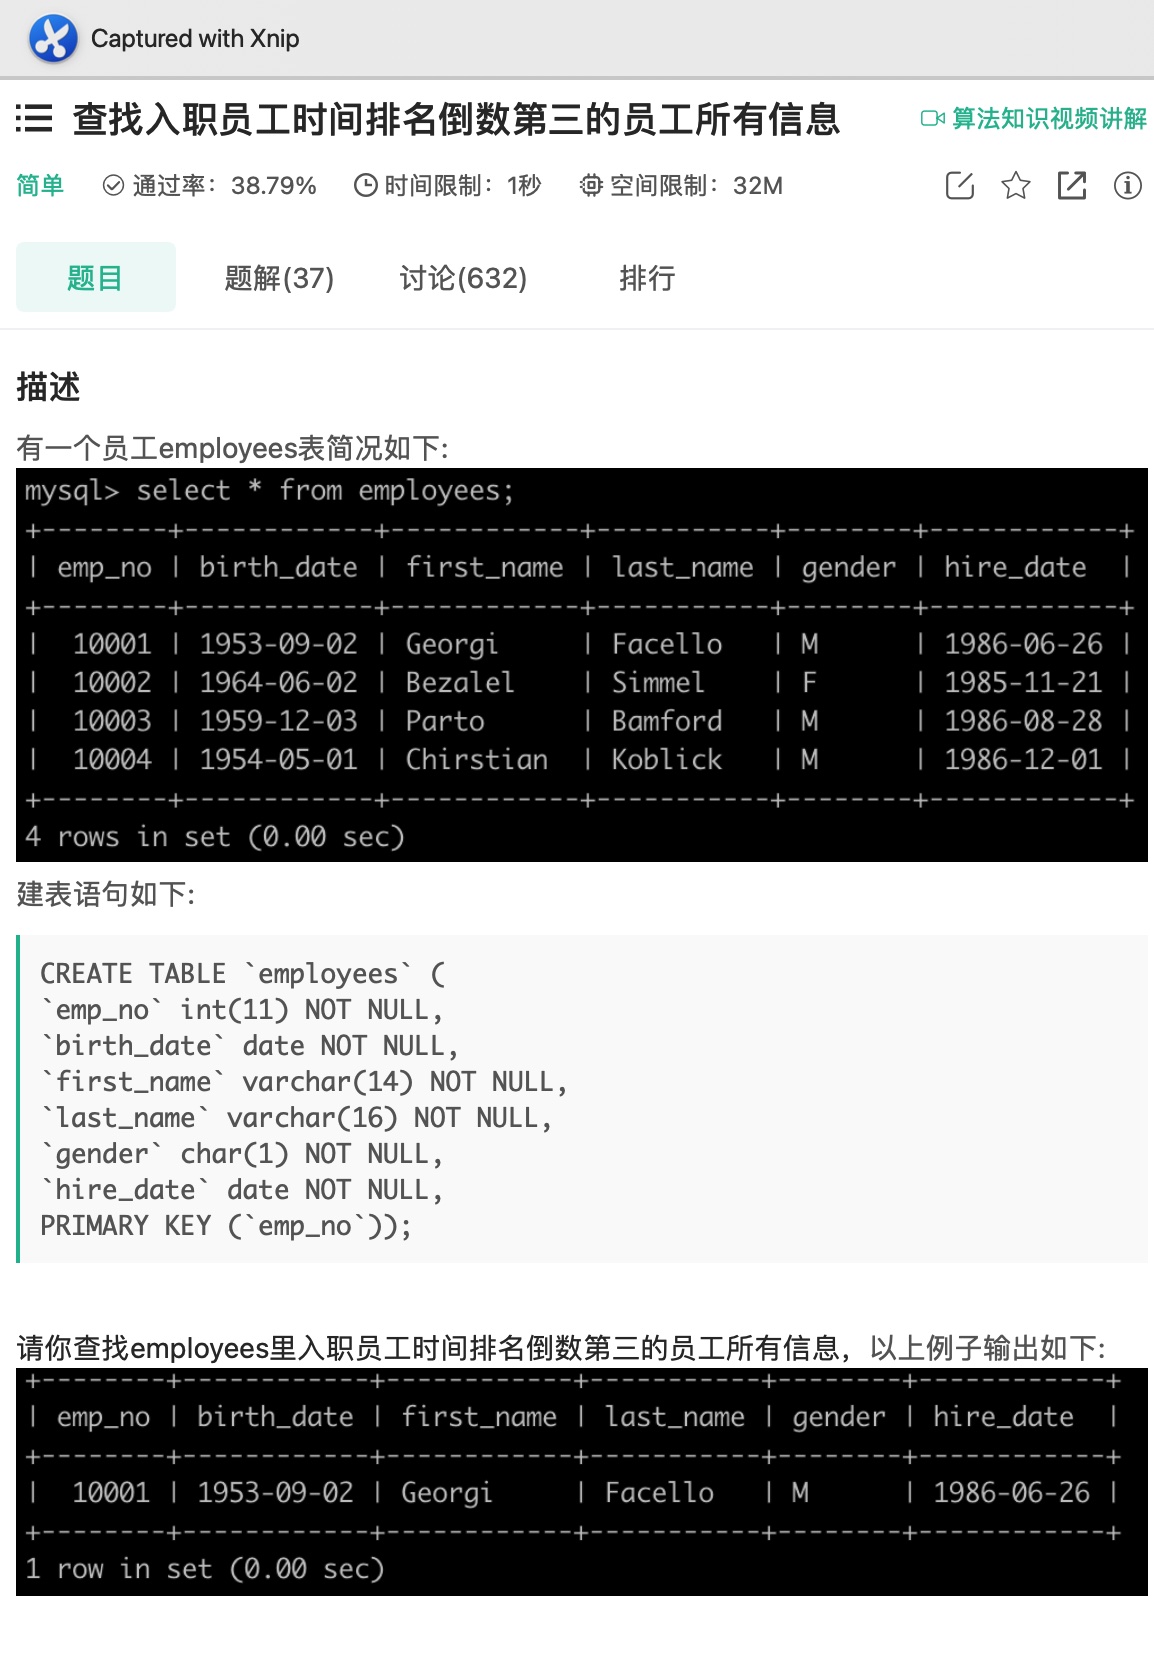 Captured with Xnip
查找入职员工时间排名倒数第三的员工所有信息 算法知识视频讲解
简单 通过率：38.79% 时间限制：1秒 空间限制：32M
题目 题解(37) 讨论(632) 排行
描述
有一个员工employees表简况如下:
mysql> select * from employees;
+--------+------------+------------+-----------+--------+------------+
| emp_no | birth_date | first_name | last_name | gender | hire_date  |
+--------+------------+------------+-----------+--------+------------+
|  10001 | 1953-09-02 | Georgi     | Facello   | M      | 1986-06-26 |
|  10002 | 1964-06-02 | Bezalel    | Simmel    | F      | 1985-11-21 |
|  10003 | 1959-12-03 | Parto      | Bamford   | M      | 1986-08-28 |
|  10004 | 1954-05-01 | Chirstian  | Koblick   | M      | 1986-12-01 |
+--------+------------+------------+-----------+--------+------------+
4 rows in set (0.00 sec)
建表语句如下:
CREATE TABLE `employees` (
`emp_no` int(11) NOT NULL,
`birth_date` date NOT NULL,
`first_name` varchar(14) NOT NULL,
`last_name` varchar(16) NOT NULL,
`gender` char(1) NOT NULL,
`hire_date` date NOT NULL,
PRIMARY KEY (`emp_no`));
请你查找employees里入职员工时间排名倒数第三的员工所有信息，以上例子输出如下:
+--------+------------+------------+-----------+--------+------------+
| emp_no | birth_date | first_name | last_name | gender | hire_date  |
+--------+------------+------------+-----------+--------+------------+
|  10001 | 1953-09-02 | Georgi     | Facello   | M      | 1986-06-26 |
+--------+------------+------------+-----------+--------+------------+
1 row in set (0.00 sec)